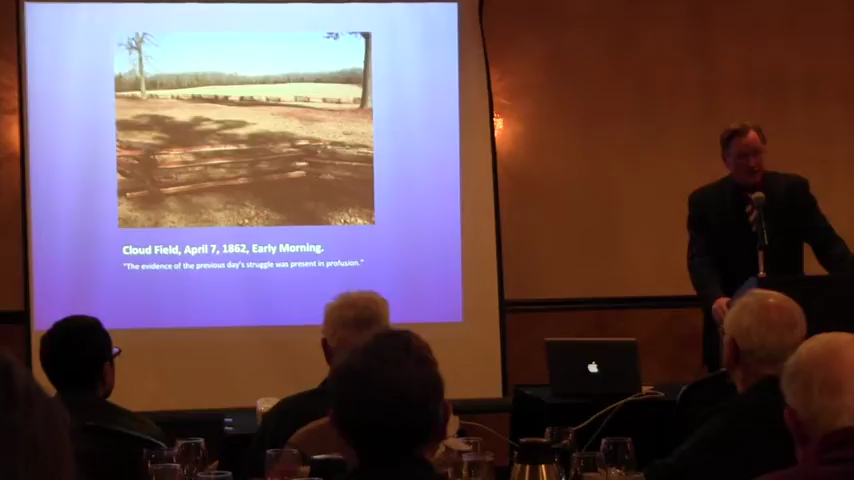 Cloud Field, April 7, 1862, Early Morning.
"The evidence of the previous day's struggle was present in profusion."